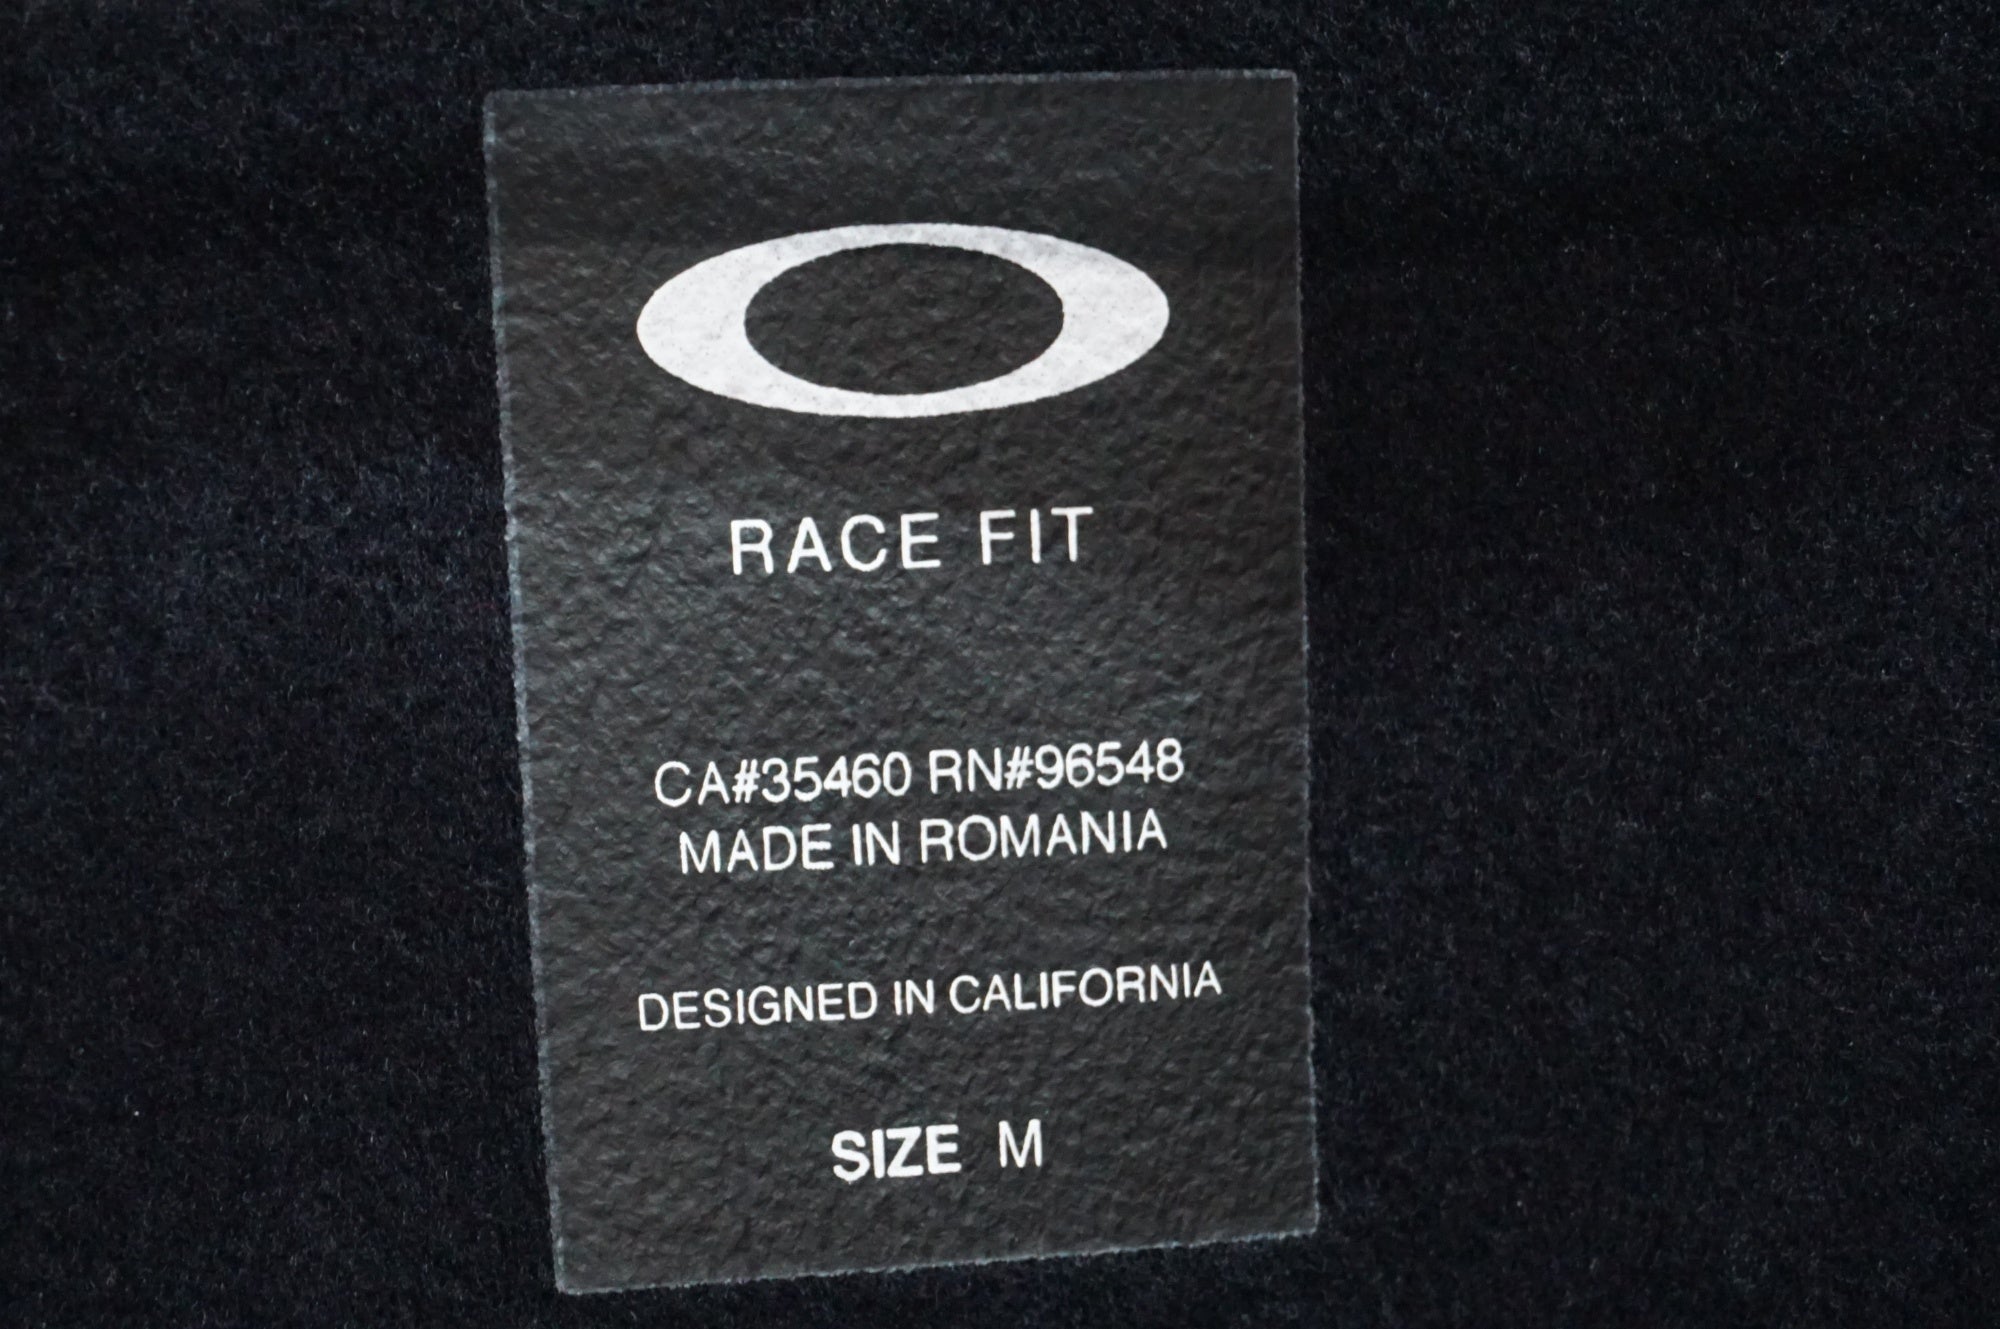 RACE FIT
CA#35460 RN#96548
MADE IN ROMANIA
DESIGNED IN CALIFORNIA
SIZE M